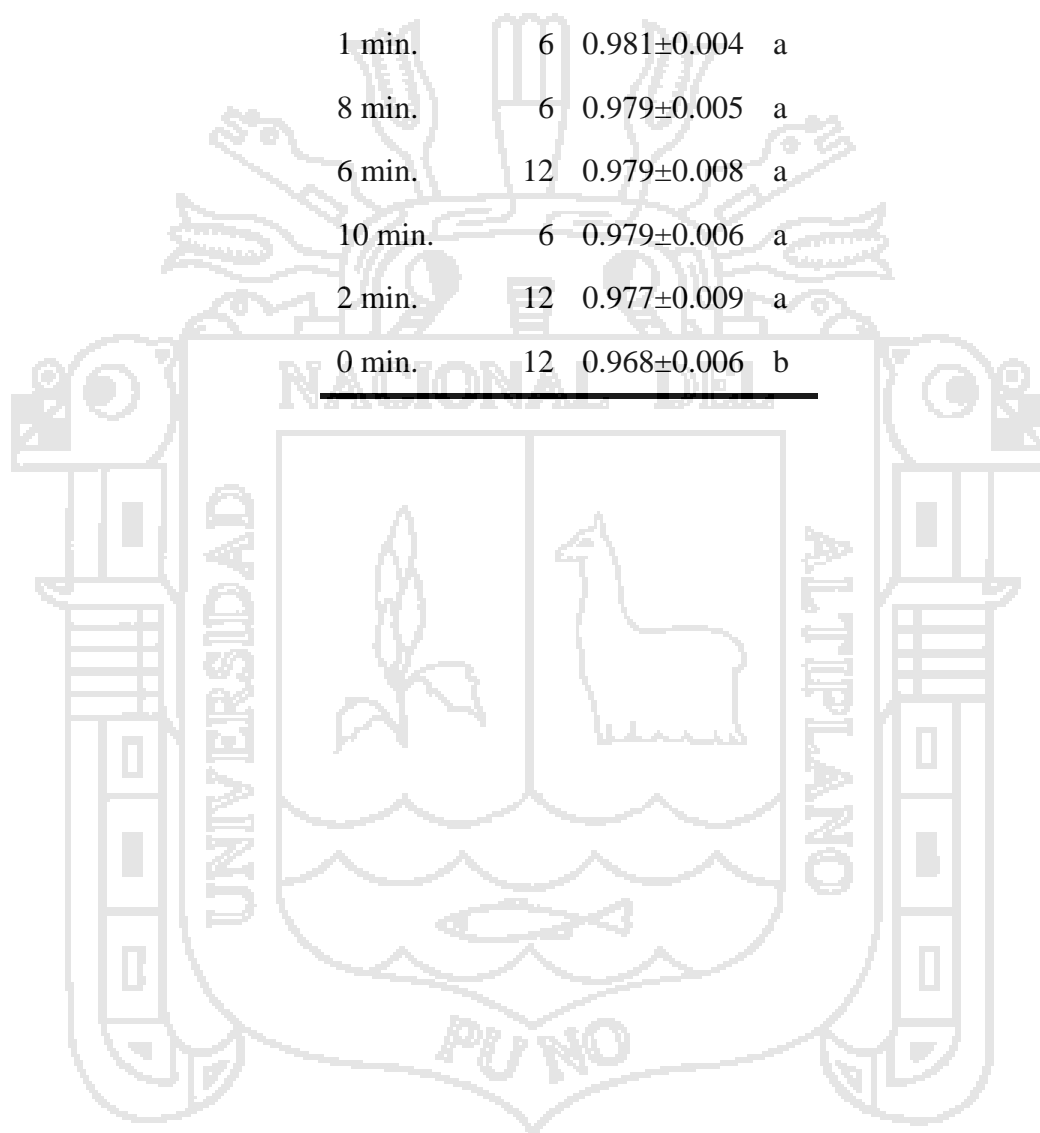 1 min. 6 0.981±0.004 a
8 min. 6 0.979±0.005 a
6 min. 12 0.979±0.008 a
10 min. 6 0.979±0.006 a
2 min. 12 0.977±0.009 a
0 min. 12 0.968±0.006 b
NACIONAL DEL
UNIVERSIDAD
ALTIPLANO
PUNO